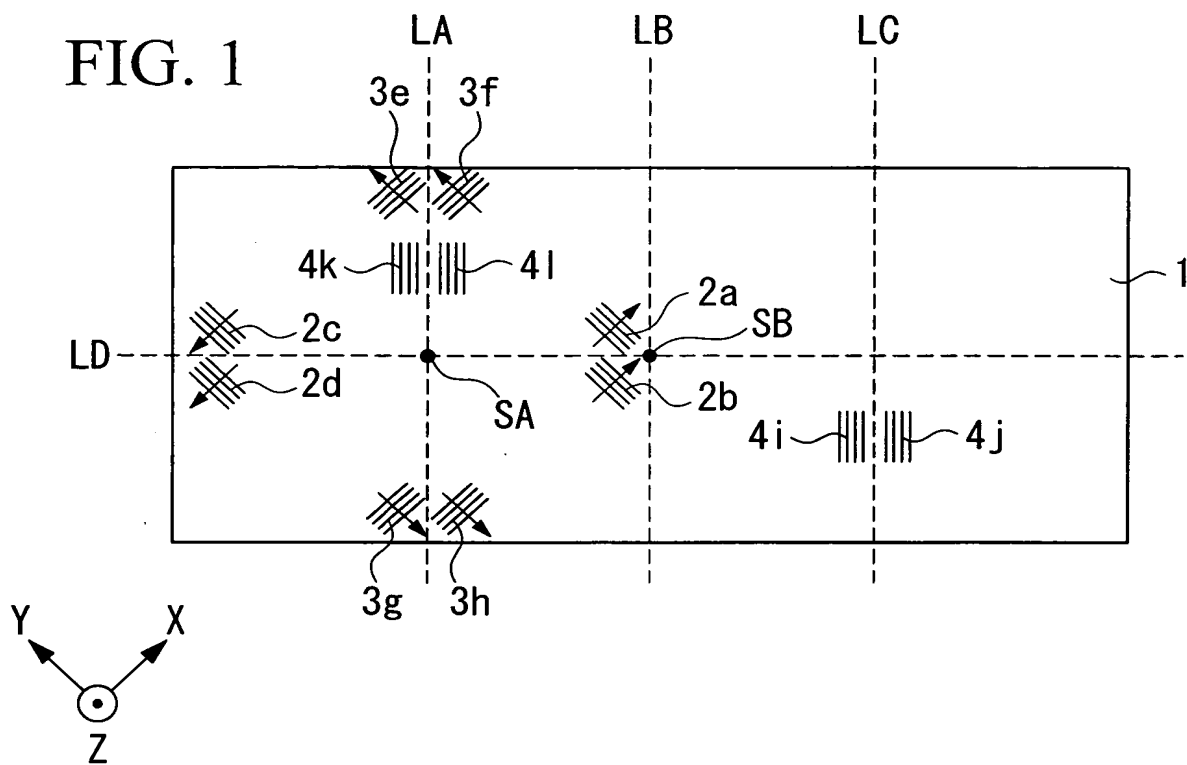 FIG. 1
LA LB LC
3e 3f
4k 4l
1
2c 2a
SB
LD
2d 2b
SA
4i 4j
3g 3h
Y X
Z